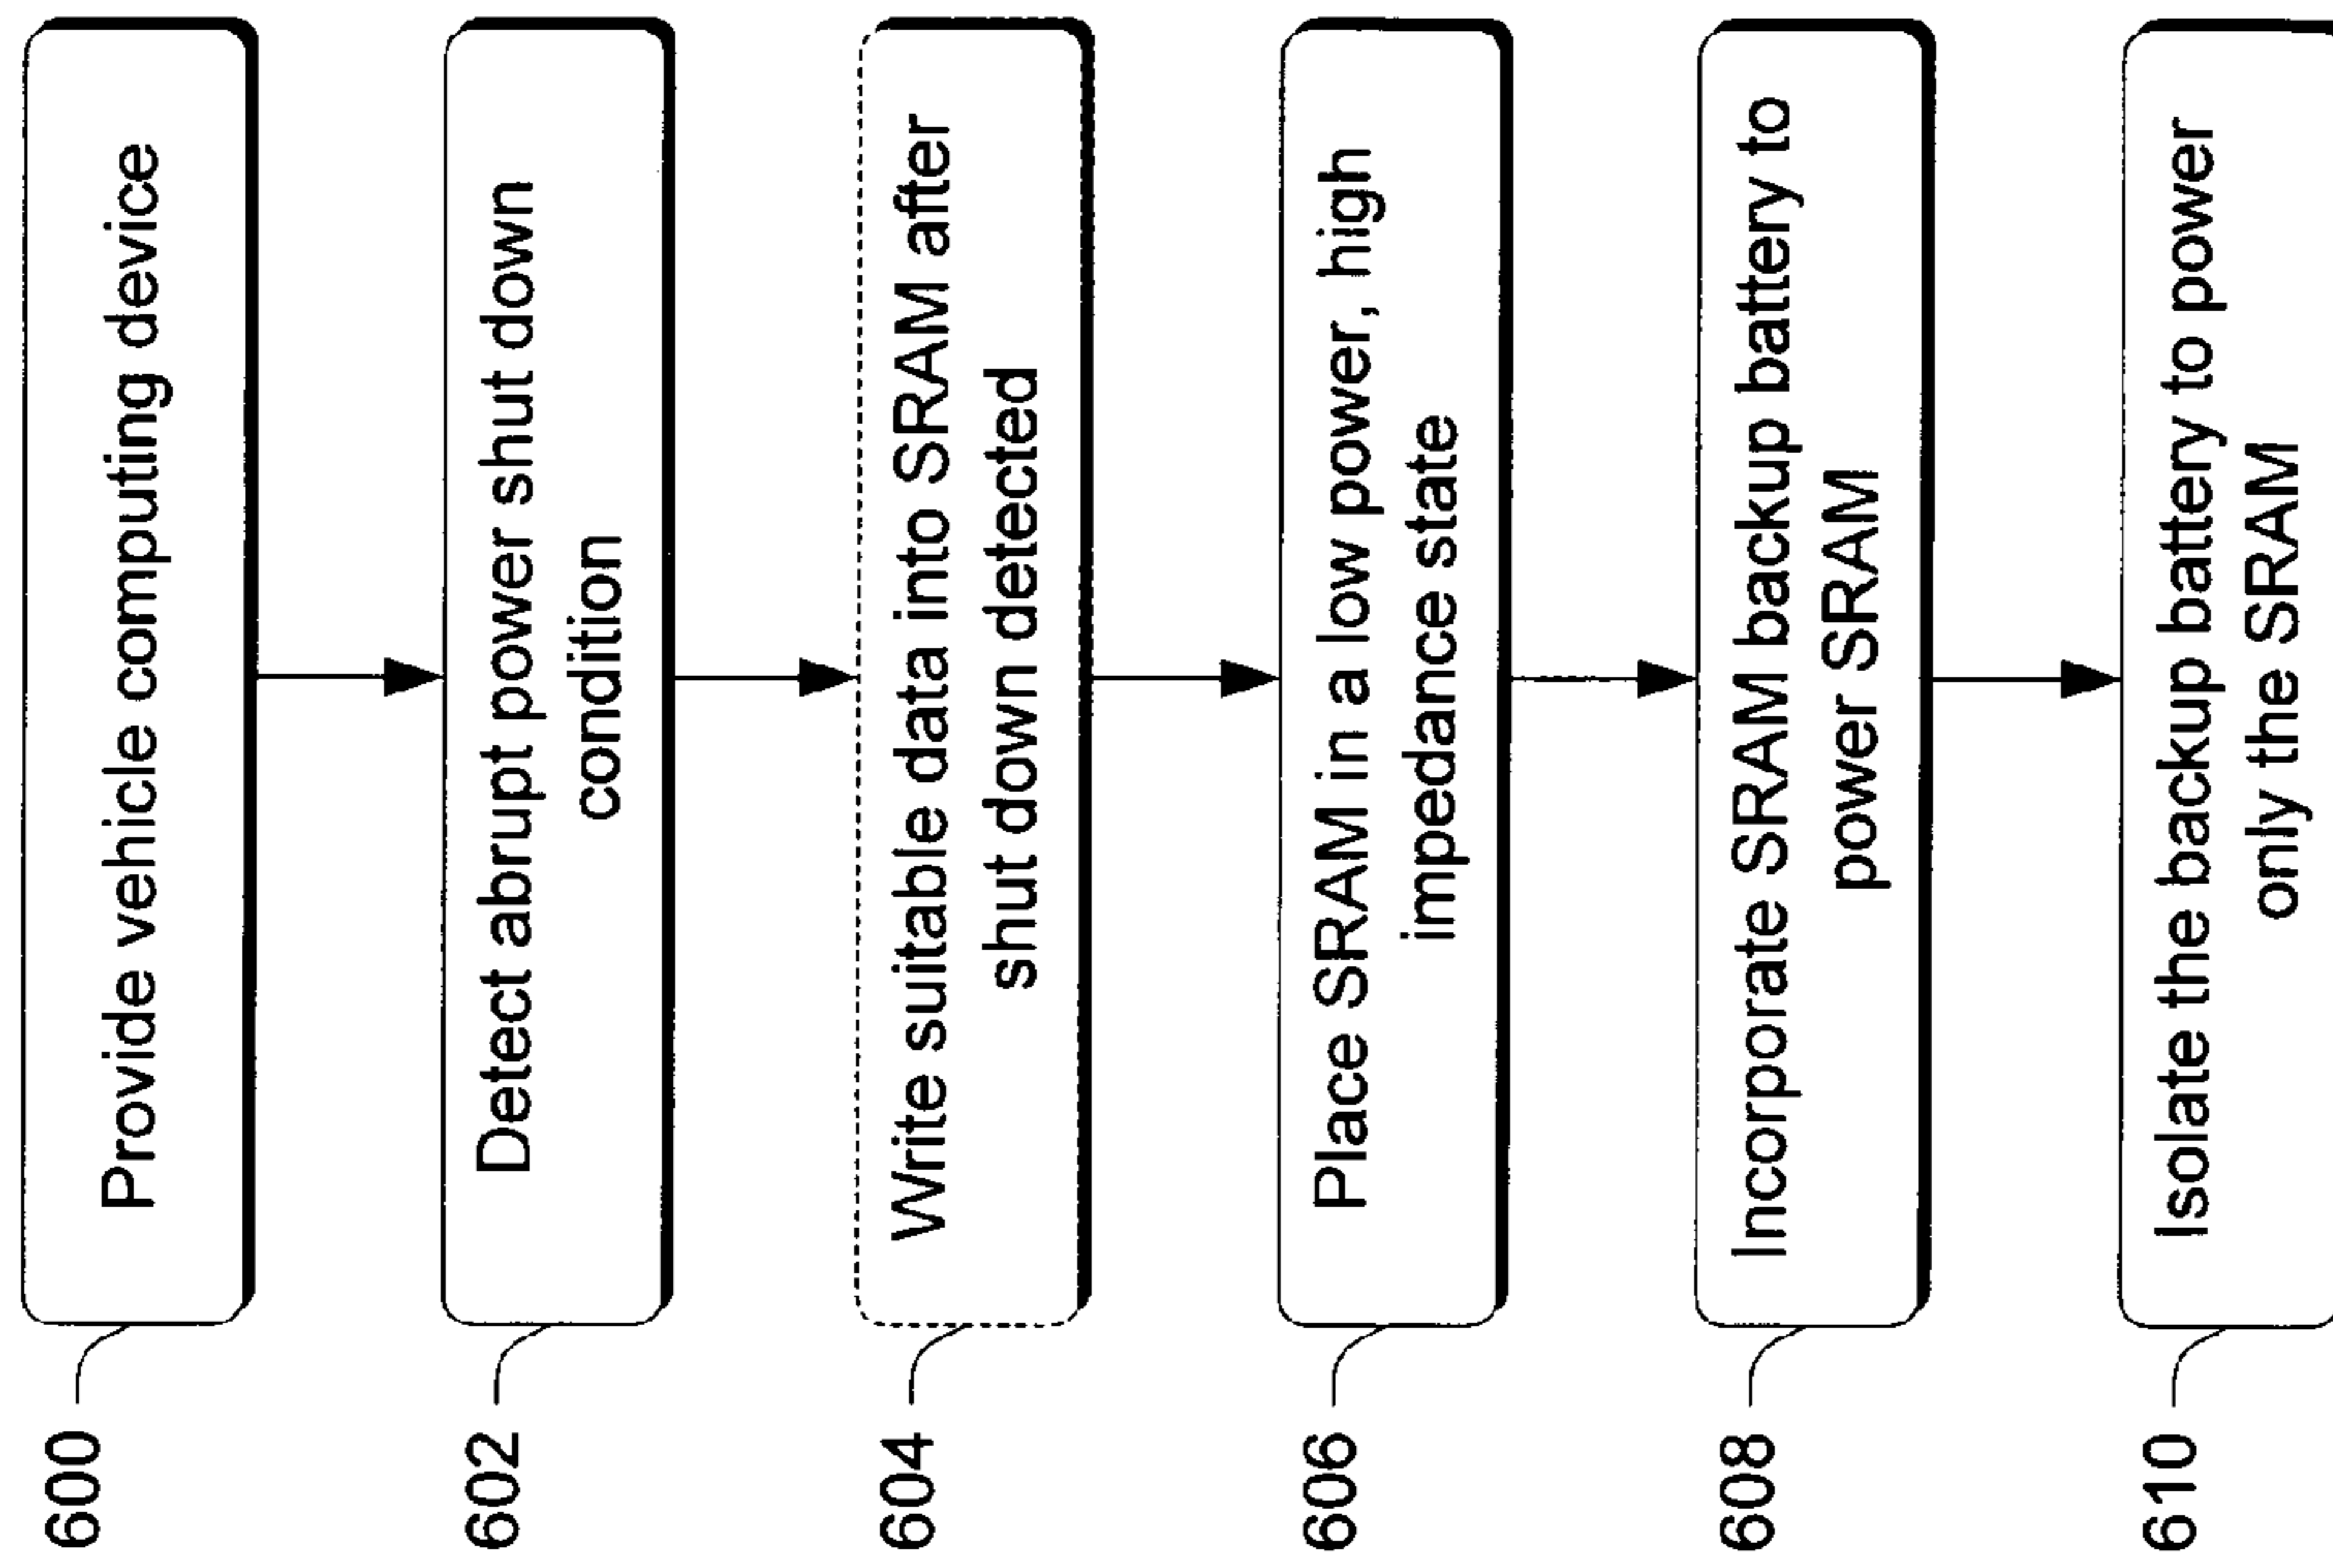 600
Provide vehicle computing device
602
Detect abrupt power shut down
condition
604
Write suitable data into SRAM after
shut down detected
606
Place SRAM in a low power, high
impedance state
608
Incorporate SRAM backup battery to
power SRAM
610
Isolate the backup battery to power
only the SRAM